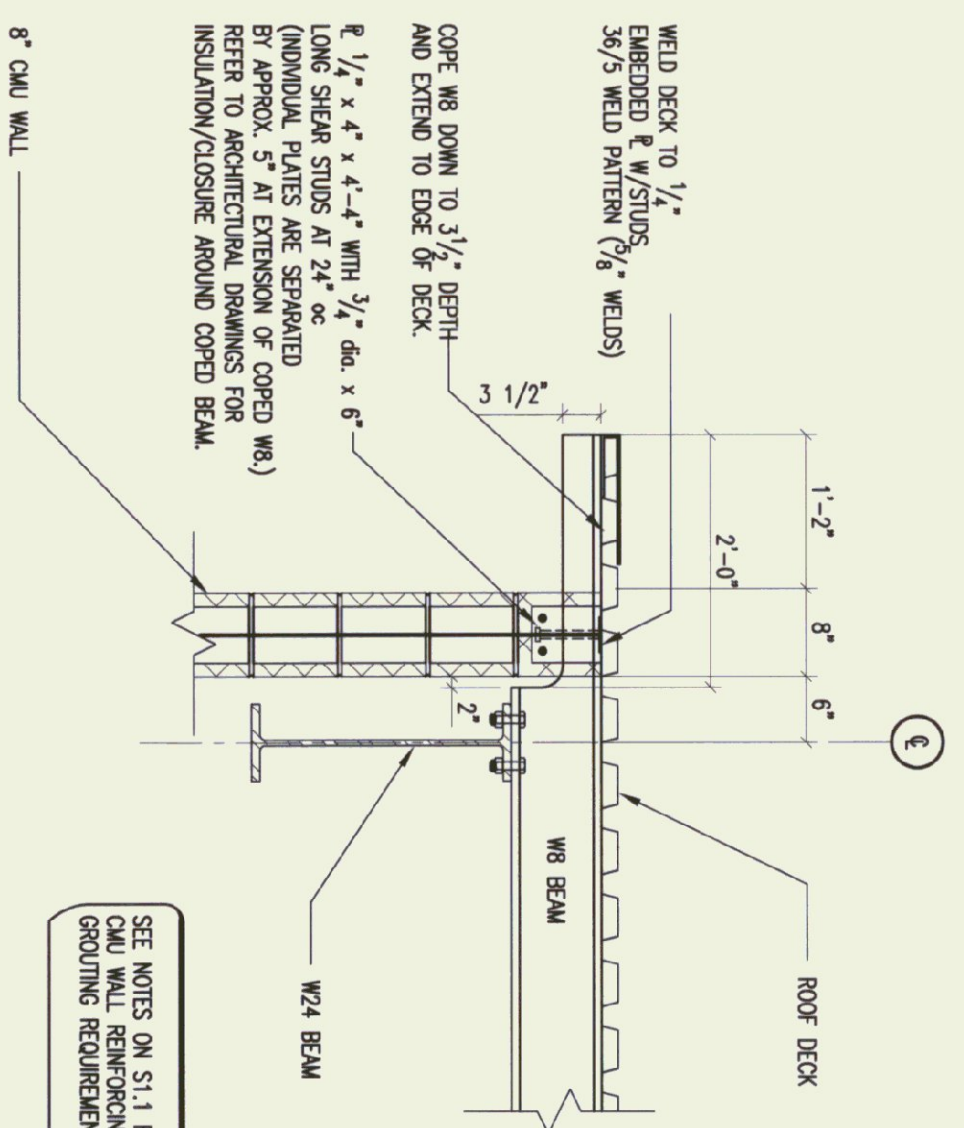 WELD DECK TO 1/4"
EMBEDDED PL W/STUDS
36/5 WELD PATTERN (5/8" WELDS)
COPE W8 DOWN TO 3 1/2" DEPTH
AND EXTEND TO EDGE OF DECK.
PL 1/4" x 4" x 4'-4" WITH 3/4" dia. x 6"
LONG SHEAR STUDS AT 24" oc
(INDIVIDUAL PLATES ARE SEPARATED
BY APPROX. 5" AT EXTENSION OF COPED W8.)
REFER TO ARCHITECTURAL DRAWINGS FOR
INSULATION/CLOSURE AROUND COPED BEAM.
8" CMU WALL
3 1/2"
1'-2"
8"
6"
2'-0"
2"
CL
W8 BEAM
ROOF DECK
W24 BEAM
SEE NOTES ON S1.1
CMU WALL REINFORCIN
GROUTING REQUIREMEN